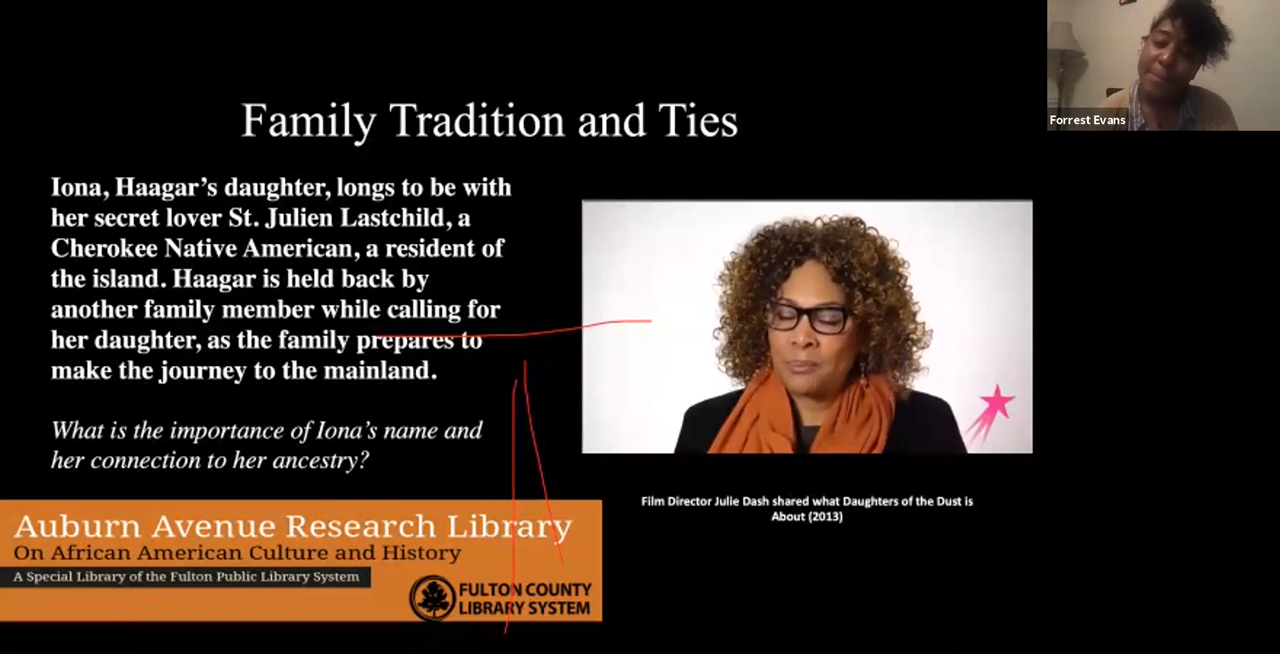 Family Tradition and Ties
Iona, Haagar’s daughter, longs to be with
her secret lover St. Julien Lastchild, a
Cherokee Native American, a resident of
the island. Haagar is held back by
another family member while calling for
her daughter, as the family prepares to
make the journey to the mainland.
What is the importance of Iona’s name and
her connection to her ancestry?
Auburn Avenue Research Library
On African American Culture and History
A Special Library of the Fulton Public Library System
FULTON COUNTY
LIBRARY SYSTEM
Film Director Julie Dash shared what Daughters of the Dust is
About (2013)
Forrest Evans